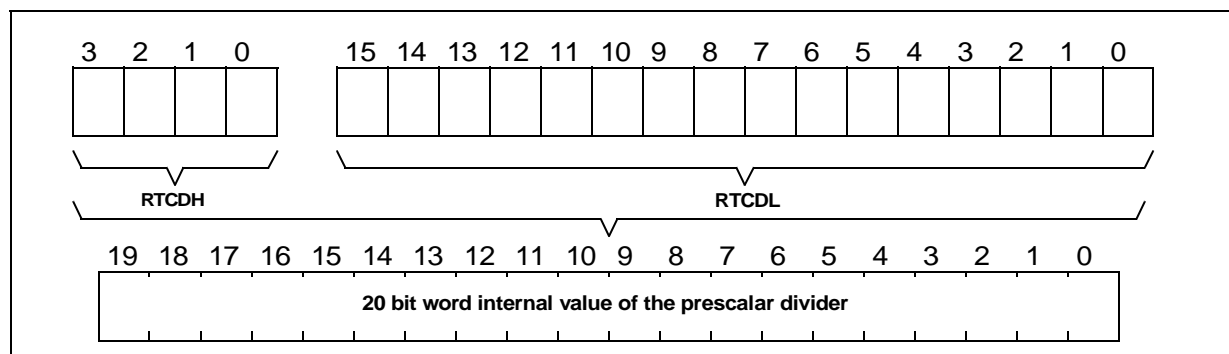 3 2 1 0 15 14 13 12 11 10 9 8 7 6 5 4 3 2 1 0
RTCDH RTCDL
19 18 17 16 15 14 13 12 11 10 9 8 7 6 5 4 3 2 1 0
20 bit word internal value of the prescalar divider